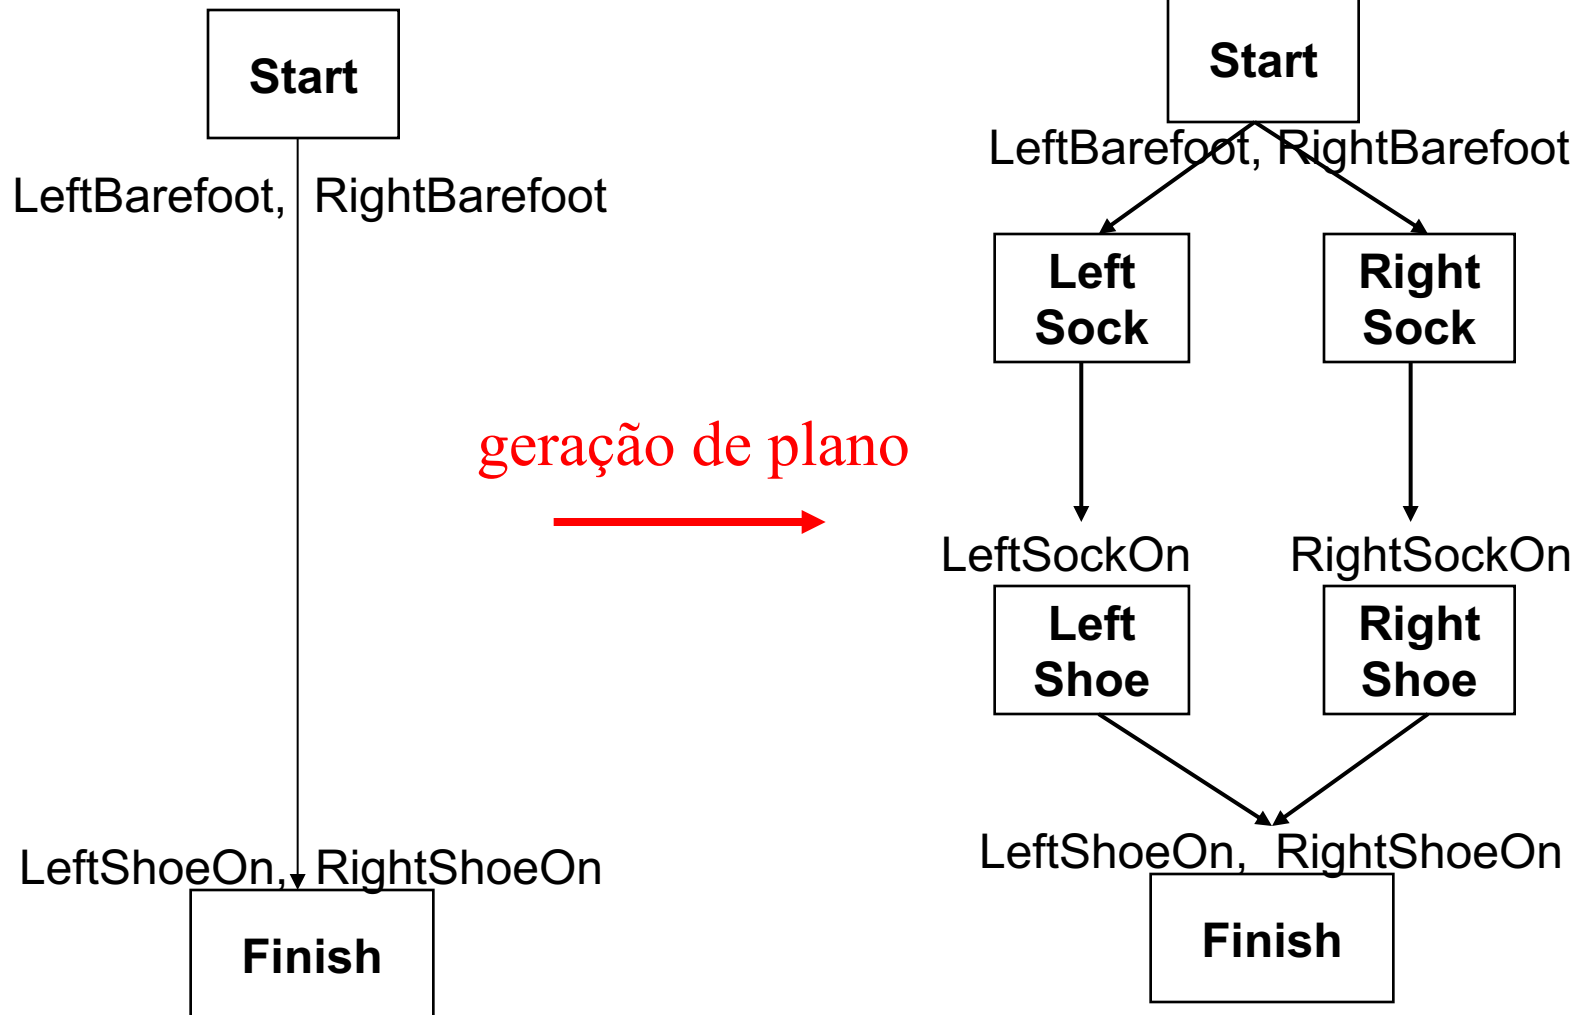 Start
LeftBarefoot, RightBarefoot
LeftShoeOn, RightShoeOn
Finish
geração de plano
Start
LeftBarefoot, RightBarefoot
Left
Sock
Right
Sock
LeftSockOn
RightSockOn
Left
Shoe
Right
Shoe
LeftShoeOn, RightShoeOn
Finish